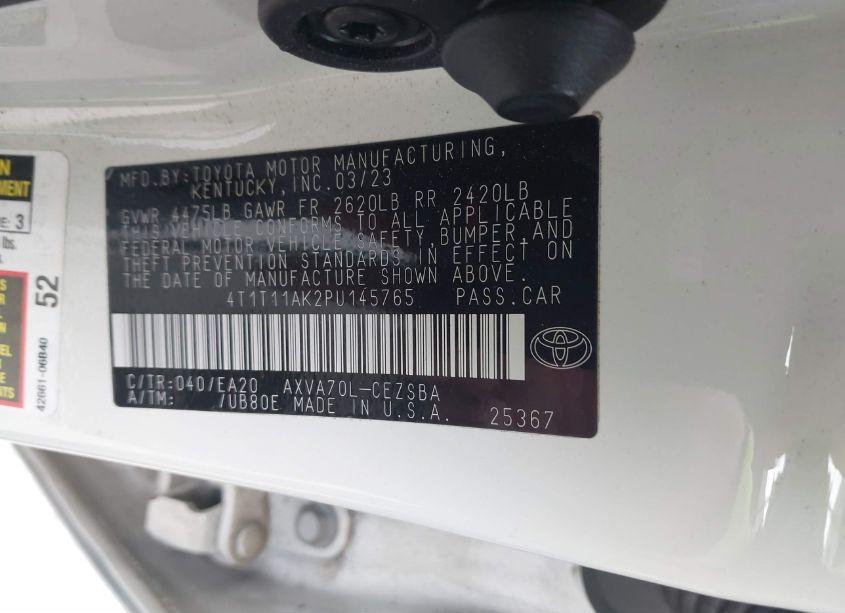 MFD.BY:TOYOTA MOTOR MANUFACTURING,
KENTUCKY,INC.03/23
GVWR 4475LB GAWR FR 2620LB RR 2420LB
THIS VEHICLE CONFORMS TO ALL APPLICABLE
FEDERAL MOTOR VEHICLE SAFETY,BUMPER,AND
THEFT PREVENTION STANDARDS IN EFFECT ON
THE DATE OF MANUFACTURE SHOWN ABOVE.
4T1T11AK2PU145765 PASS.CAR
C/TR:040/EA20 AXVA70L-CEZSBA
A/TM: /UB80E MADE IN U.S.A. 25367
3
lbs.
52
42661-06B40